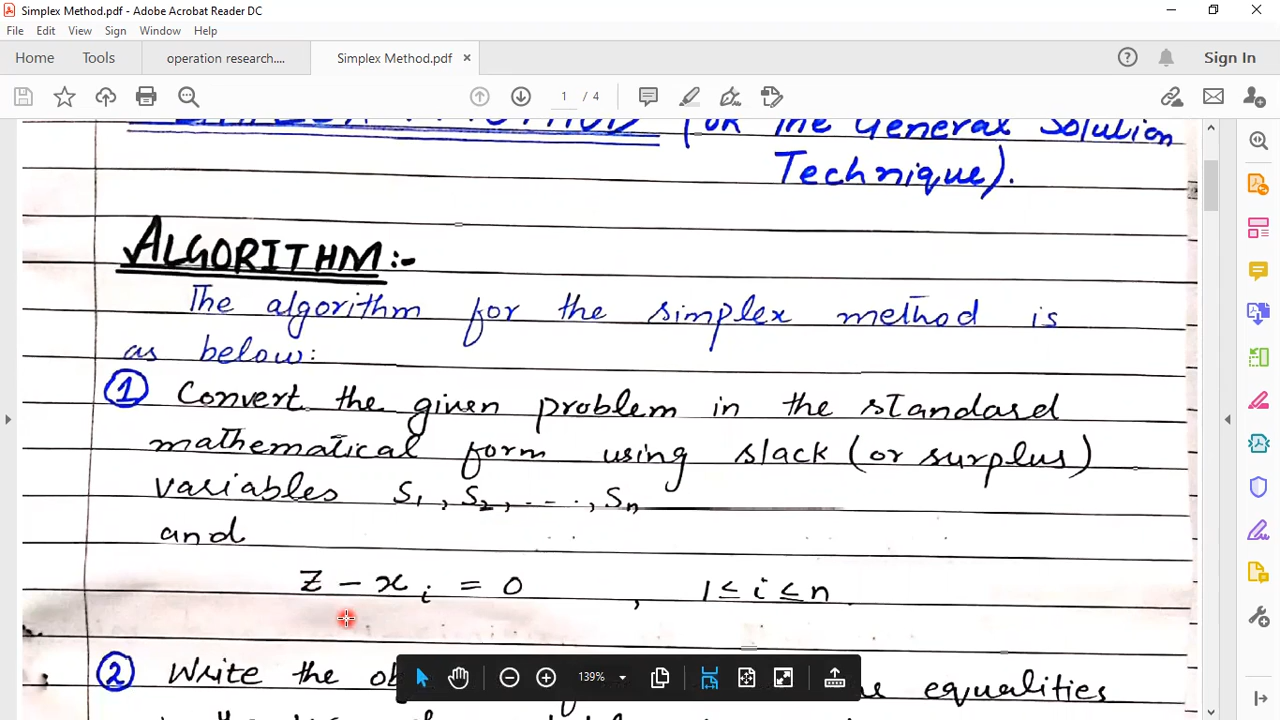 Simplex Method.pdf - Adobe Acrobat Reader DC
File Edit View Sign Window Help
Home Tools operation research.... Simplex Method.pdf × Sign In
1 / 4
the General Solution
Technique).
ALGORITHM:-
The algorithm for the simplex method is
as below:
① Convert the given problem in the standard
mathematical form using slack (or surplus)
variables S₁, S₂, ...., Sₙ
and
Z - xᵢ = 0 , 1 ≤ i ≤ n
② Write the equalities
139%